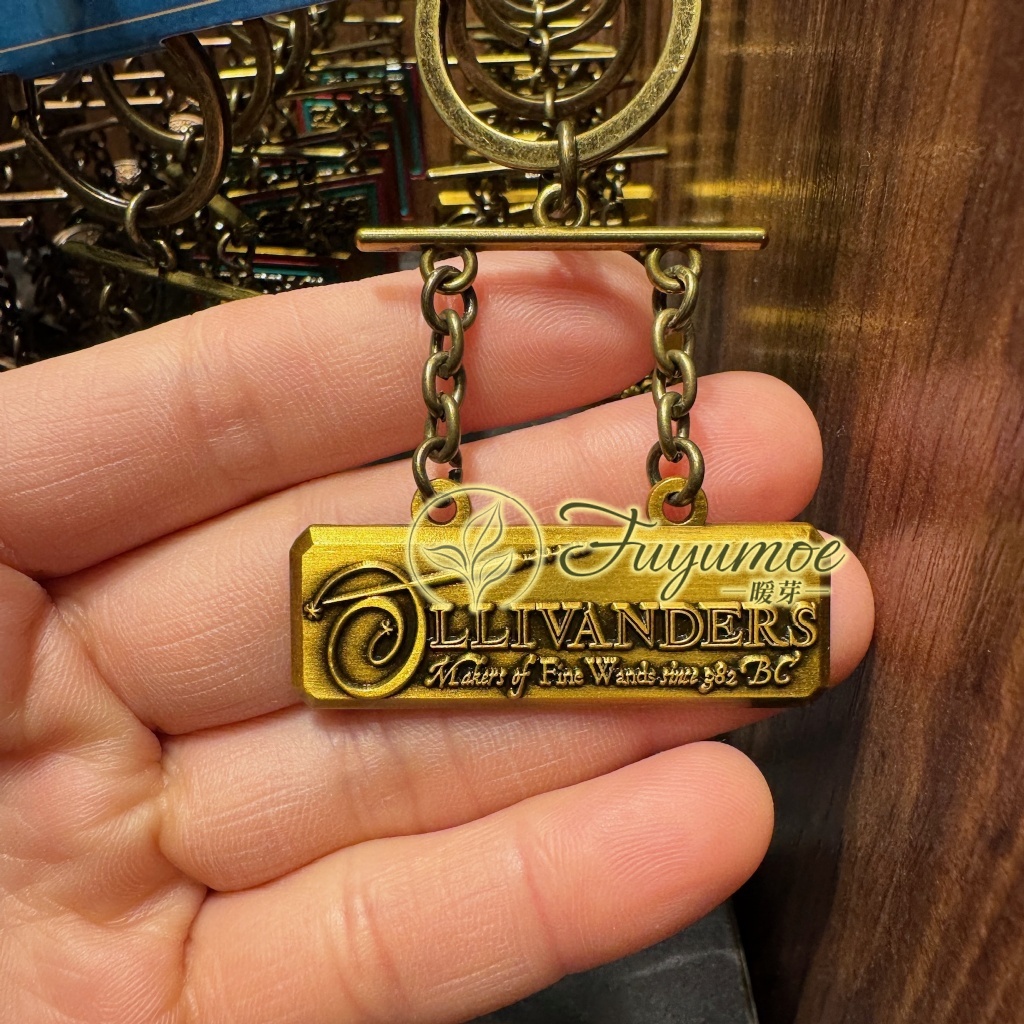 Fuyumoe
暖芽
OLLIVANDERS
Makers of Fine Wands since 382 BC